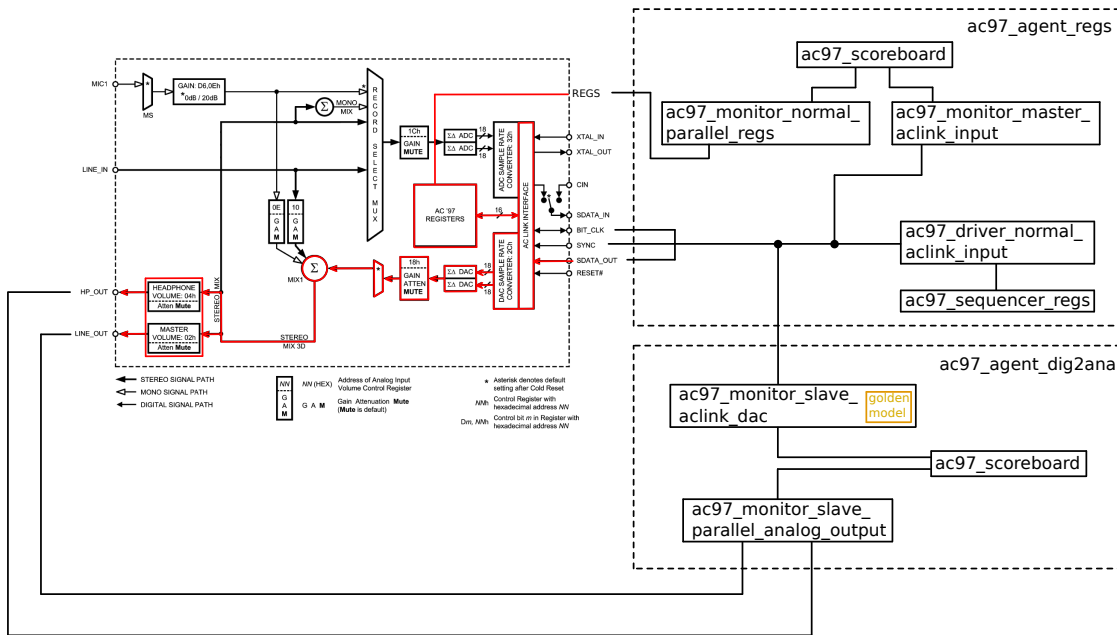 ac97_agent_regs
ac97_scoreboard
ac97_monitor_normal_
parallel_regs
ac97_monitor_master_
aclink_input
ac97_driver_normal_
aclink_input
ac97_sequencer_regs
ac97_agent_dig2ana
ac97_monitor_slave_
aclink_dac
golden
model
ac97_scoreboard
ac97_monitor_slave_
parallel_analog_output
MIC1
*
MS
GAIN: D6,0Eh
*0dB / 20dB
Σ
MONO
MIX
*
RECORD SELECT MUX
LINE_IN
0E
G
A
M
10
G
A
M
Σ
MIX1
1Ch
GAIN
MUTE
ΣΔ ADC
ΣΔ ADC
18
18
ADC SAMPLE RATE
CONVERTER: 32h
AC LINK INTERFACE
AC '97
REGISTERS
16
18h
GAIN
ATTEN
MUTE
*
ΣΔ DAC
ΣΔ DAC
18
18
DAC SAMPLE RATE
CONVERTER: 2Ch
REGS
XTAL_IN
XTAL_OUT
CIN
*
SDATA_IN
BIT_CLK
SYNC
SDATA_OUT
RESET#
HP_OUT
HEADPHONE
VOLUME: 04h
Atten Mute
LINE_OUT
MASTER
VOLUME: 02h
Atten Mute
STEREO_MIX
STEREO
MIX 3D
STEREO SIGNAL PATH
MONO SIGNAL PATH
DIGITAL SIGNAL PATH
NN
G
A
M
NN (HEX)
Address of Analog Input
Volume Control Register
G A M
Gain Attenuation Mute
(Mute is default)
*
Asterisk denotes default
setting after Cold Reset
NNh
Control Register with
hexadecimal address NN
Dm, NNh
Control bit m in Register with
hexadecimal address NN